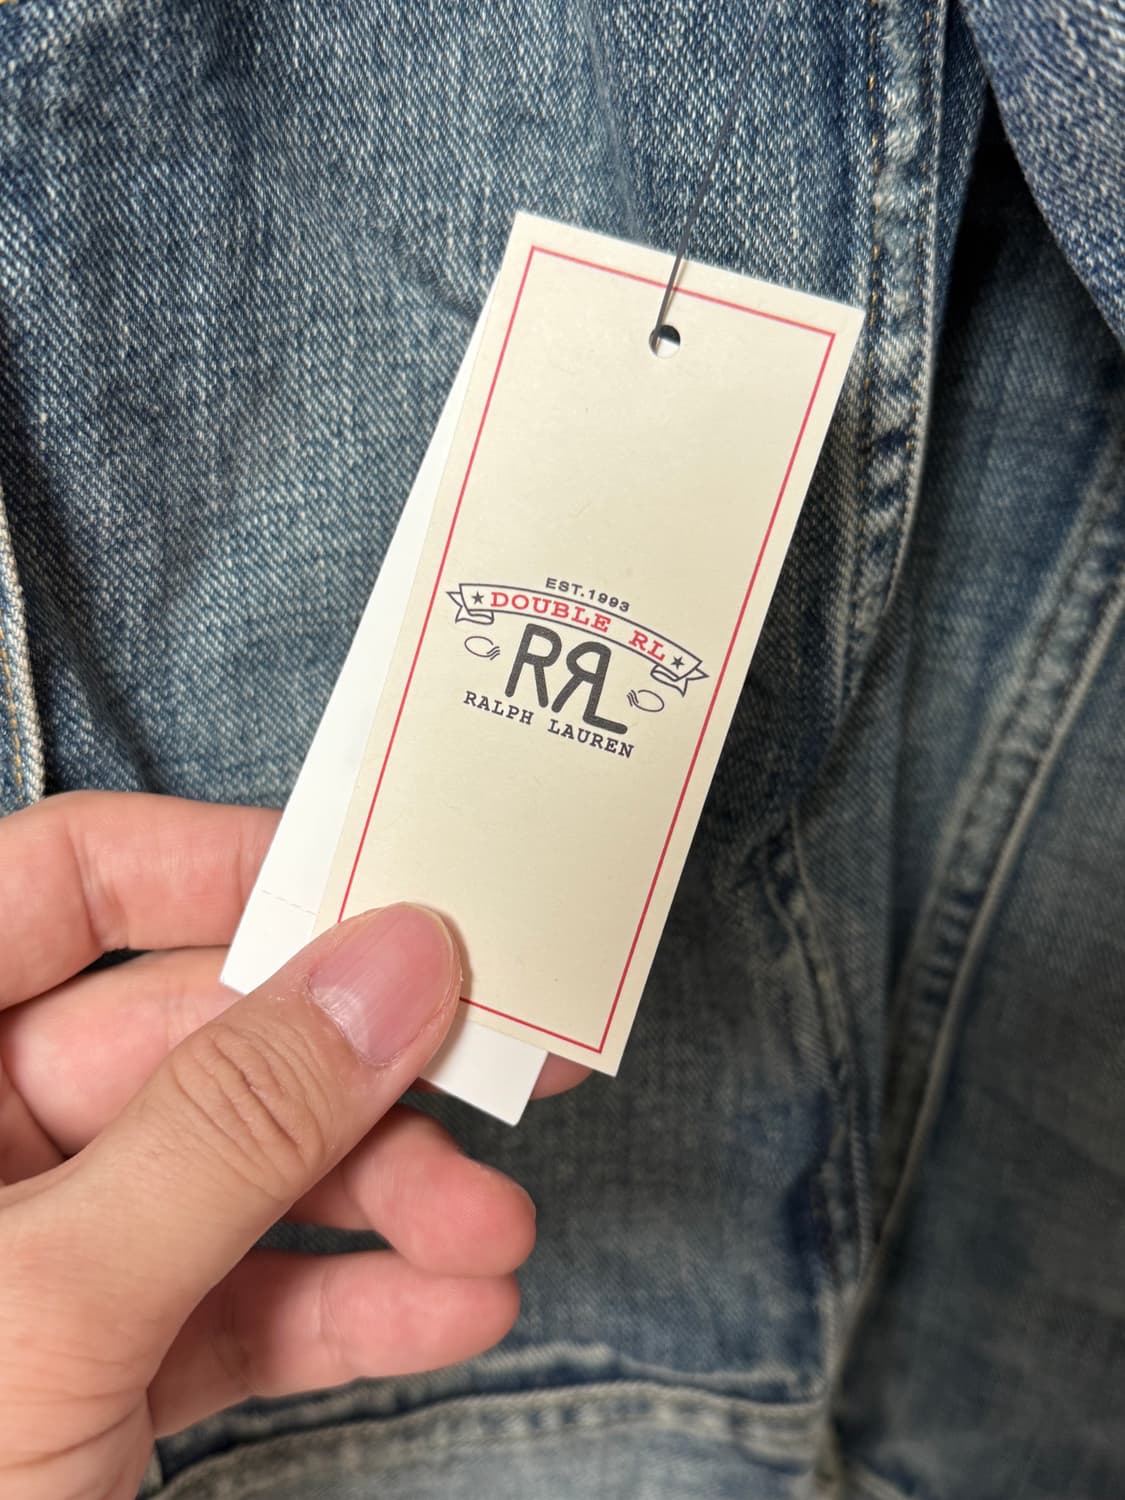 EST.1993
DOUBLE RL
RRL
RALPH LAUREN